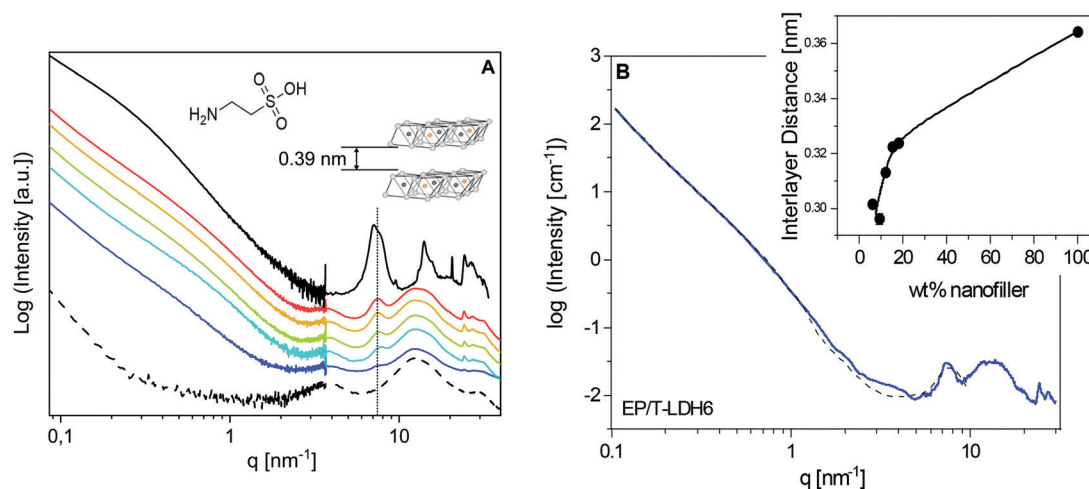 A
O
OH
S
H₂N
O
0.39 nm
Log (Intensity [a.u.])
0,1
1
10
q [nm⁻¹]
B
3
2
1
0
-1
-2
log (Intensity [cm⁻¹)
EP/T-LDH6
0.1
1
10
q [nm⁻¹]
Interlayer Distance [nm]
0.36
0.34
0.32
0.30
0 20 40 60 80 100
wt% nanofiller